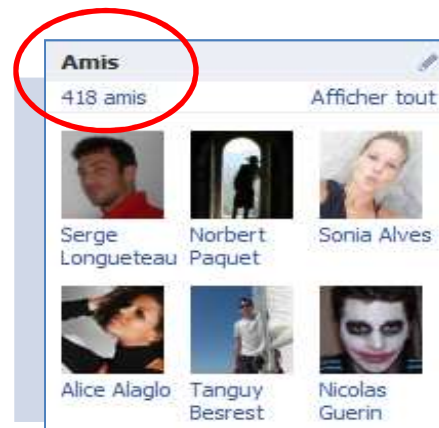 Amis
418 amis Afficher tout
Serge Longueteau
Norbert Paquet
Sonia Alves
Alice Alaglo
Tanguy Besrest
Nicolas Guerin